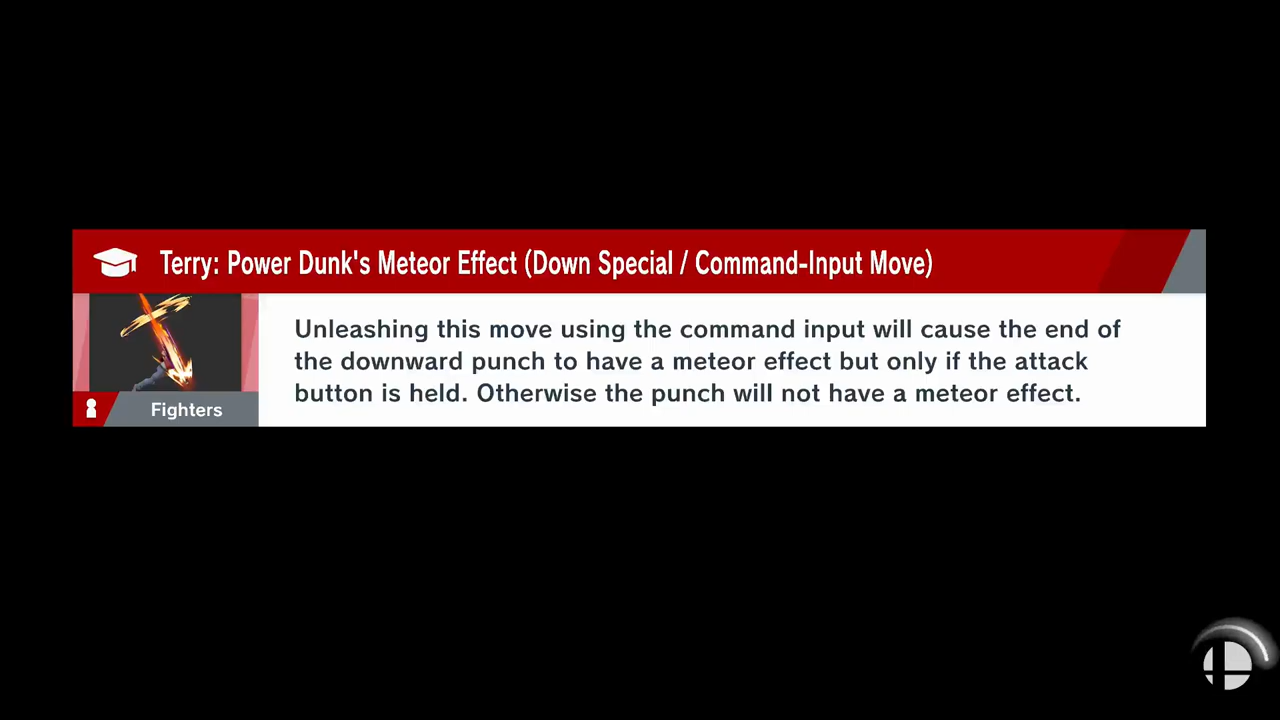 Terry: Power Dunk's Meteor Effect (Down Special / Command-Input Move)
Unleashing this move using the command input will cause the end of
the downward punch to have a meteor effect but only if the attack
button is held. Otherwise the punch will not have a meteor effect.
Fighters